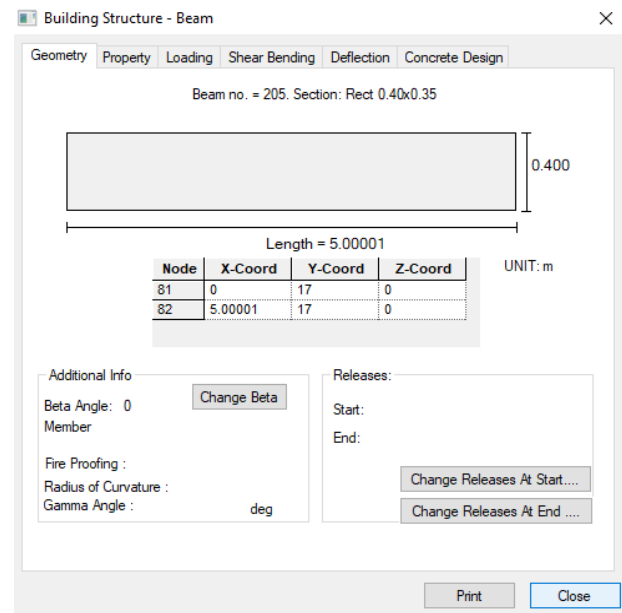 Building Structure - Beam
Geometry Property Loading Shear Bending Deflection Concrete Design
Beam no. = 205. Section: Rect 0.40x0.35
0.400
Length = 5.00001
UNIT: m
Node X-Coord Y-Coord Z-Coord
81 0 17 0
82 5.00001 17 0
Additional Info
Beta Angle: 0 Change Beta
Member
Fire Proofing :
Radius of Curvature :
Gamma Angle : deg
Releases:
Start:
End:
Change Releases At Start....
Change Releases At End ....
Print Close